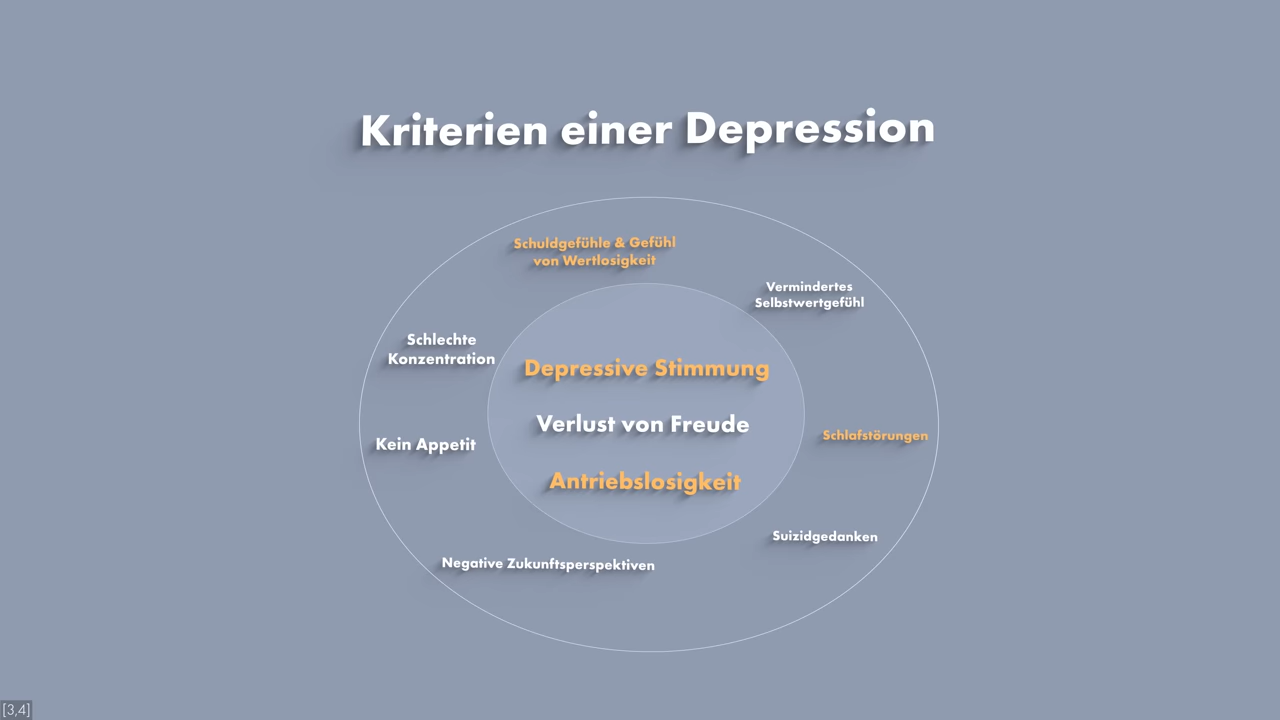 Kriterien einer Depression
Schuldgefühle & Gefühl
von Wertlosigkeit
Vermindertes
Selbstwertgefühl
Schlechte
Konzentration
Depressive Stimmung
Verlust von Freude
Schlafstörungen
Kein Appetit
Antriebslosigkeit
Suizidgedanken
Negative Zukunftsperspektiven
[3,4]